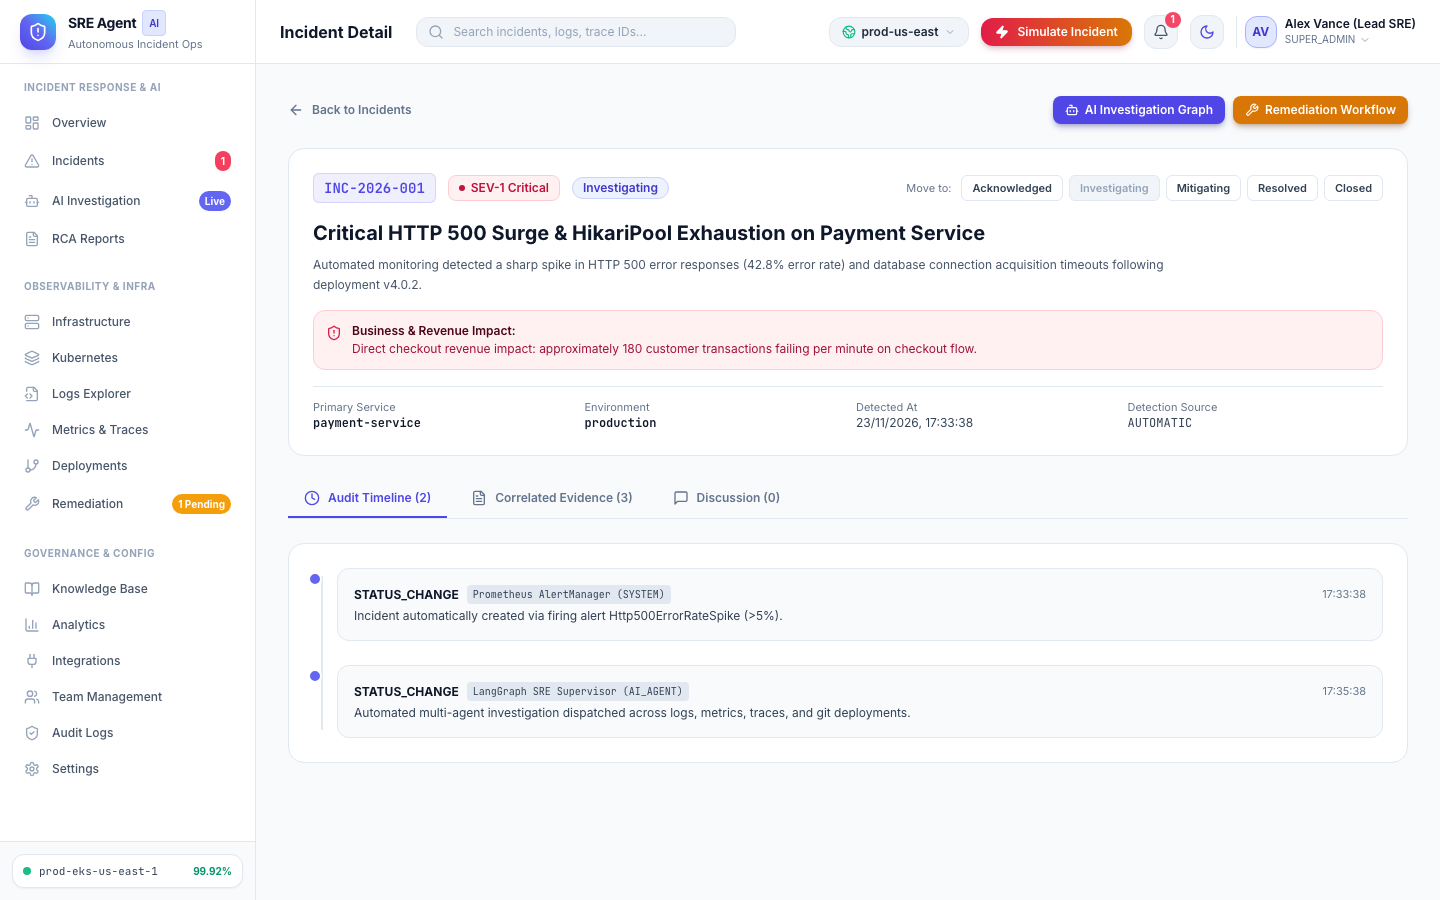 SRE Agent AI
Autonomous Incident Ops
INCIDENT RESPONSE & AI
Overview
Incidents 1
AI Investigation Live
RCA Reports
OBSERVABILITY & INFRA
Infrastructure
Kubernetes
Logs Explorer
Metrics & Traces
Deployments
Remediation 1 Pending
GOVERNANCE & CONFIG
Knowledge Base
Analytics
Integrations
Team Management
Audit Logs
Settings
prod-eks-us-east-1 99.92%
Incident Detail
Search incidents, logs, trace IDs...
prod-us-east
Simulate Incident
1
AV
Alex Vance (Lead SRE)
SUPER_ADMIN
Back to Incidents
AI Investigation Graph
Remediation Workflow
INC-2026-001
SEV-1 Critical
Investigating
Move to:
Acknowledged
Investigating
Mitigating
Resolved
Closed
Critical HTTP 500 Surge & HikariPool Exhaustion on Payment Service
Automated monitoring detected a sharp spike in HTTP 500 error responses (42.8% error rate) and database connection acquisition timeouts following
deployment v4.0.2.
Business & Revenue Impact:
Direct checkout revenue impact: approximately 180 customer transactions failing per minute on checkout flow.
Primary Service
payment-service
Environment
production
Detected At
23/11/2026, 17:33:38
Detection Source
AUTOMATIC
Audit Timeline (2)
Correlated Evidence (3)
Discussion (0)
STATUS_CHANGE Prometheus AlertManager (SYSTEM) 17:33:38
Incident automatically created via firing alert Http500ErrorRateSpike (>5%).
STATUS_CHANGE LangGraph SRE Supervisor (AI_AGENT) 17:35:38
Automated multi-agent investigation dispatched across logs, metrics, traces, and git deployments.